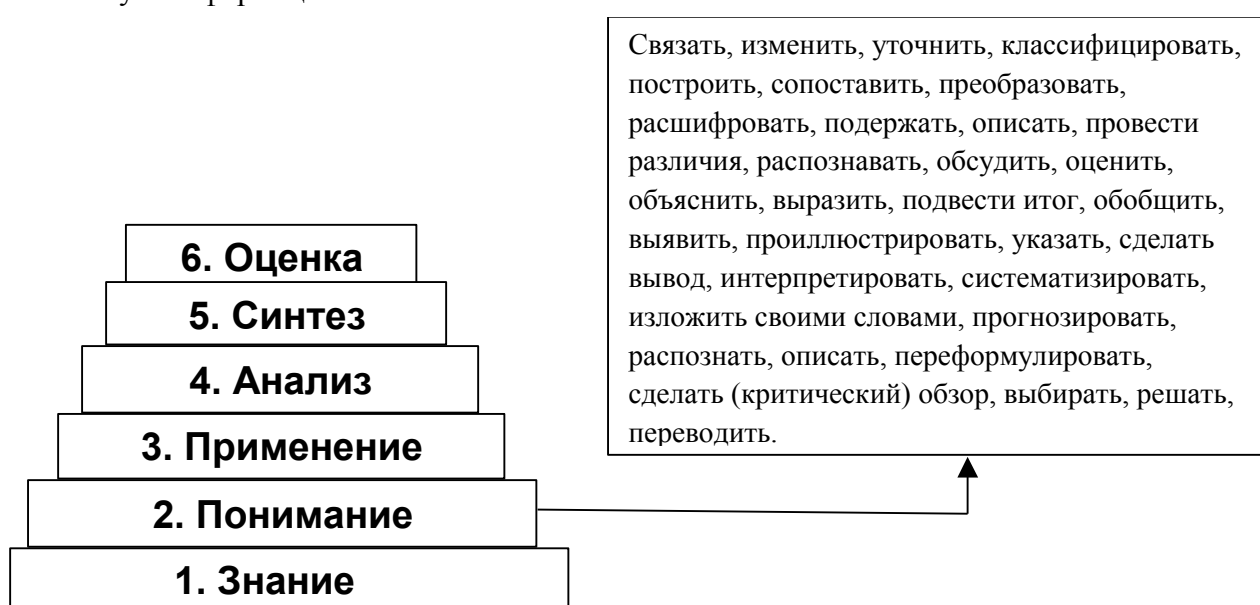 Связать, изменить, уточнить, классифицировать,
построить, сопоставить, преобразовать,
расшифровать, подержать, описать, провести
различия, распознавать, обсудить, оценить,
объяснить, выразить, подвести итог, обобщить,
выявить, проиллюстрировать, указать, сделать
вывод, интерпретировать, систематизировать,
изложить своими словами, прогнозировать,
распознать, описать, переформулировать,
сделать (критический) обзор, выбирать, решать,
переводить.
6. Оценка
5. Синтез
4. Анализ
3. Применение
2. Понимание
1. Знание